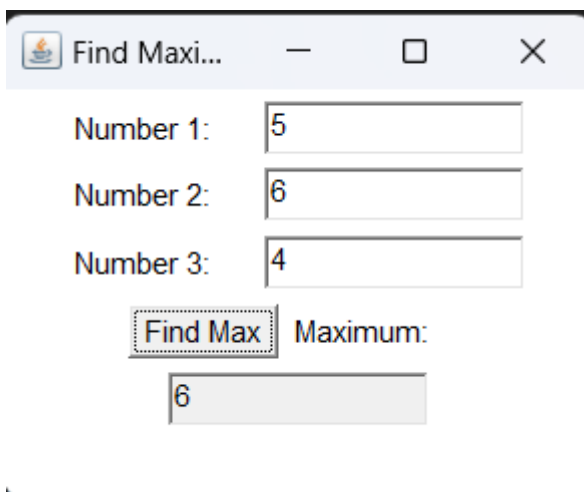 Find Maxi...
Number 1: 5
Number 2: 6
Number 3: 4
Find Max Maximum:
6